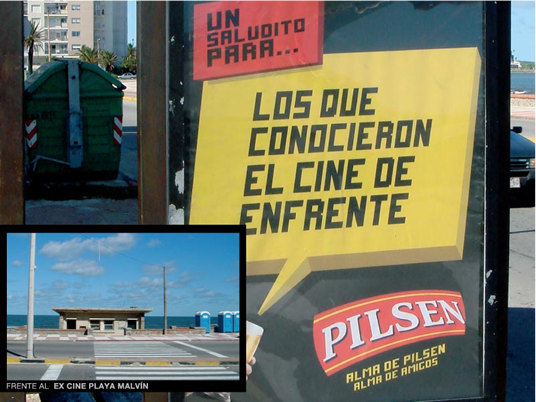 UN
SALUDITO
PARA...
LOS QUE
CONOCIERON
EL CINE DE
ENFRENTE
PILSEN
ALMA DE PILSEN
ALMA DE AMIGOS
FRENTE AL EX CINE PLAYA MALVÍN